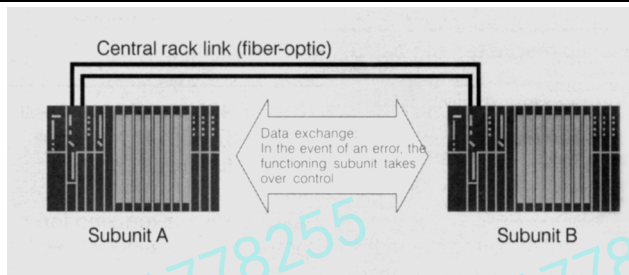 Central rack link (fiber-optic)
Data exchange:
In the event of an error, the
functioning subunit takes
over control
Subunit A
Subunit B
778255